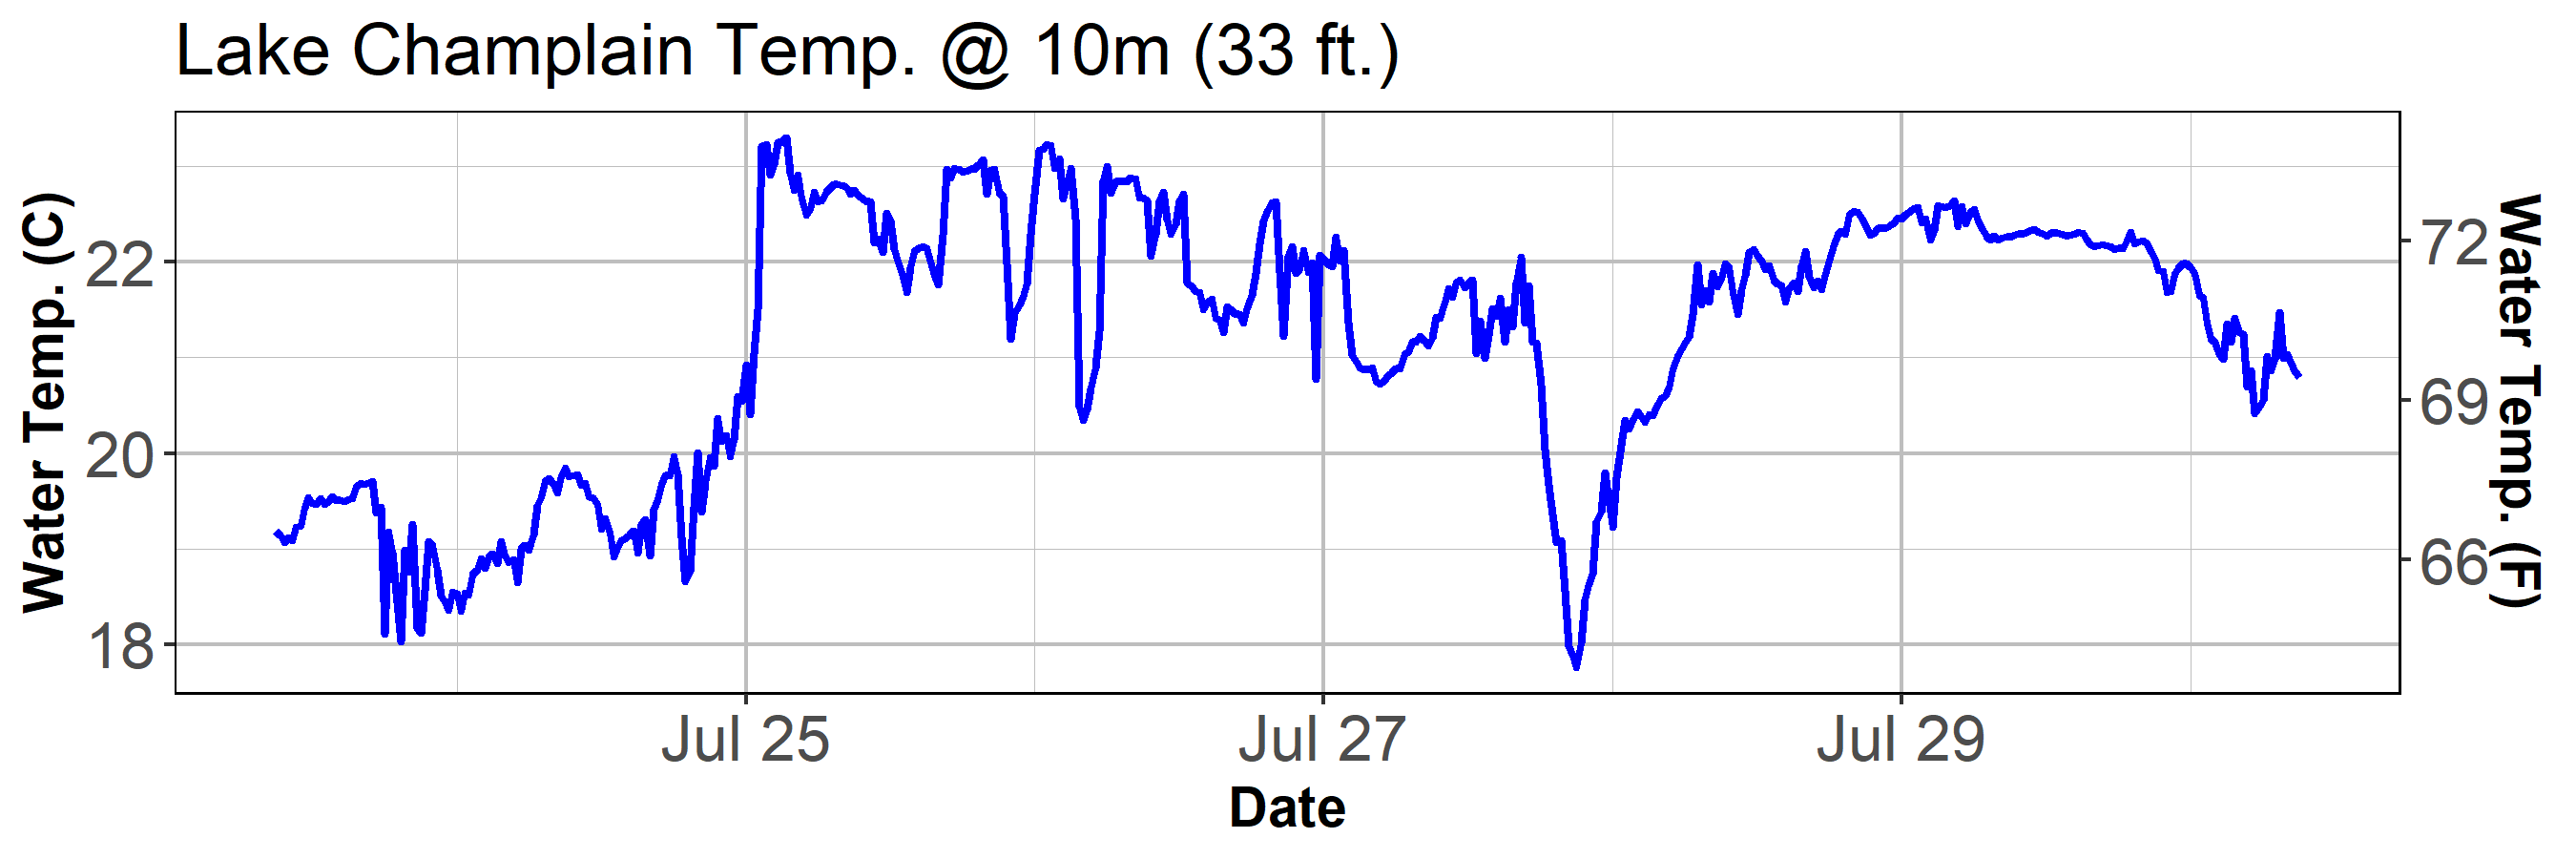 Lake Champlain Temp. @ 10m (33 ft.)
Water Temp. (C)
22
20
18
72
69
66
Water Temp. (F)
Jul 25
Jul 27
Jul 29
Date